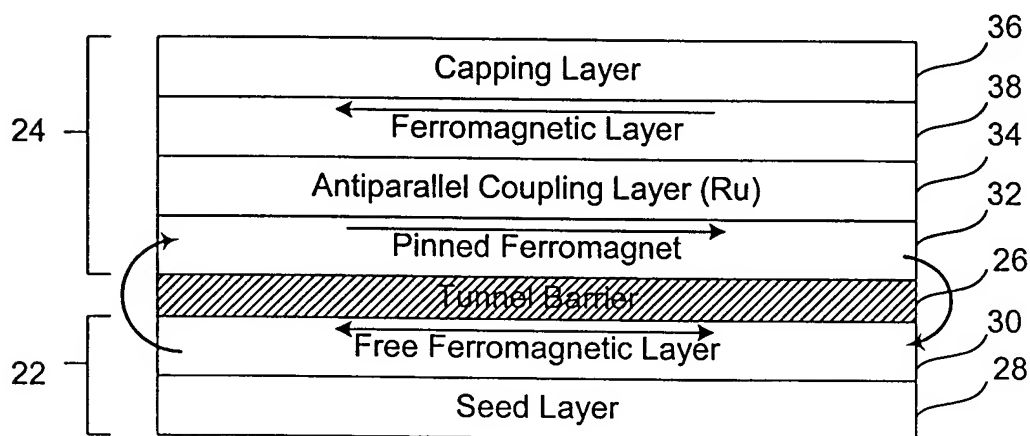 36
Capping Layer
38
24
Ferromagnetic Layer
34
Antiparallel Coupling Layer (Ru)
32
Pinned Ferromagnet
26
Tunnel Barrier
30
Free Ferromagnetic Layer
22
28
Seed Layer